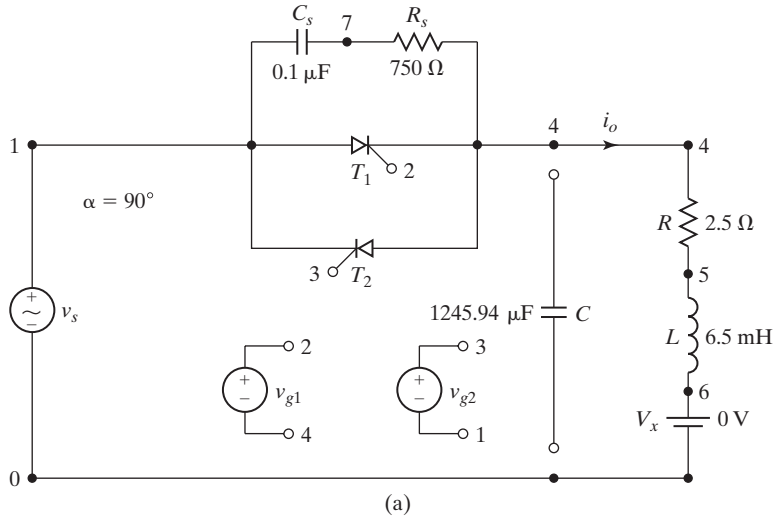 C_s
7
R_s
0.1 μF
750 Ω
1
4
i_o
4
T_1
2
α = 90°
R
2.5 Ω
3
T_2
5
+
~
−
v_s
1245.94 μF
C
L
6.5 mH
2
3
+
−
v_g1
+
−
v_g2
6
V_x
0 V
4
1
0
(a)